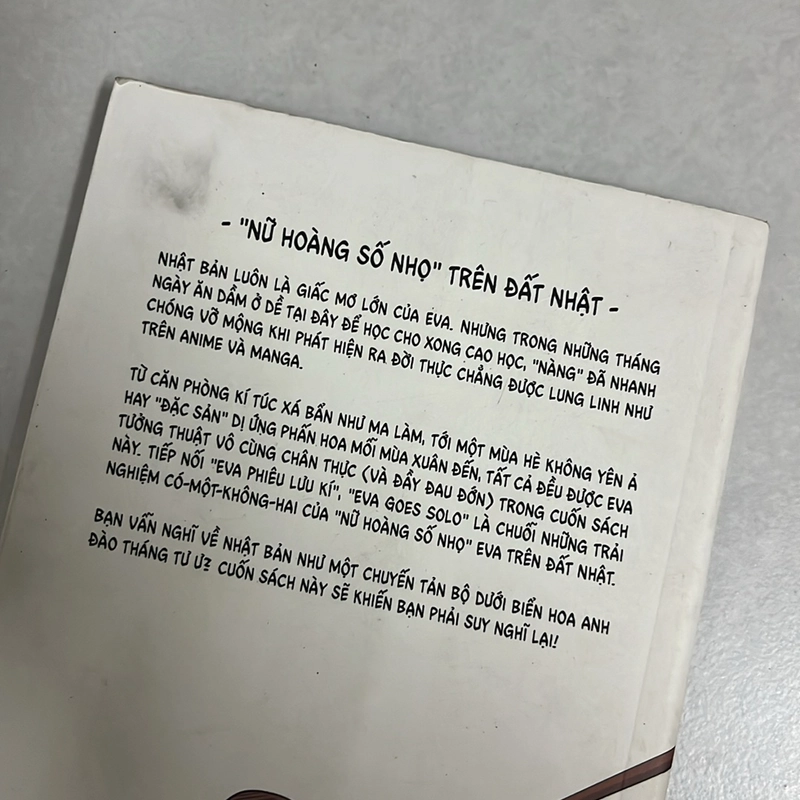 - "NỮ HOÀNG SỐ NHỌ" TRÊN ĐẤT NHẬT -
NHẬT BẢN LUÔN LÀ GIẤC MƠ LỚN CỦA EVA. NHƯNG TRONG NHỮNG THÁNG
NGÀY ĂN DẦM Ở DỀ TẠI ĐÂY ĐỂ HỌC CHO XONG CAO HỌC, "NÀNG" ĐÃ NHANH
CHÓNG VỠ MỘNG KHI PHÁT HIỆN RA ĐỜI THỰC CHẲNG ĐƯỢC LUNG LINH NHƯ
TRÊN ANIME VÀ MANGA.
TỪ CĂN PHÒNG KÍ TÚC XÁ BẨN NHƯ MA LÀM, TỚI MỘT MÙA HÈ KHÔNG YÊN Ả
HAY "ĐẶC SẢN" DỊ ỨNG PHẤN HOA MỖI MÙA XUÂN ĐẾN, TẤT CẢ ĐỀU ĐƯỢC EVA
TƯỜNG THUẬT VÔ CÙNG CHÂN THỰC (VÀ ĐẦY ĐAU ĐỚN) TRONG CUỐN SÁCH
NÀY. TIẾP NỐI "EVA PHIÊU LƯU KÍ", "EVA GOES SOLO" LÀ CHUỖI NHỮNG TRẢI
NGHIỆM CÓ-MỘT-KHÔNG-HAI CỦA "NỮ HOÀNG SỐ NHỌ" EVA TRÊN ĐẤT NHẬT.
BẠN VẪN NGHĨ VỀ NHẬT BẢN NHƯ MỘT CHUYẾN TẢN BỘ DƯỚI BIỂN HOA ANH
ĐÀO THÁNG TƯ Ư? CUỐN SÁCH NÀY SẼ KHIẾN BẠN PHẢI SUY NGHĨ LẠI!